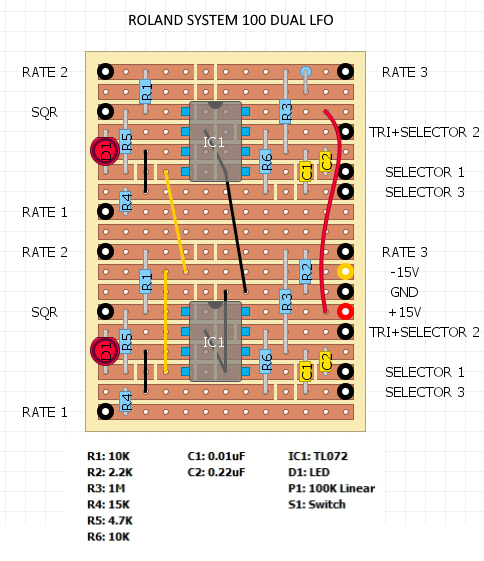 ROLAND SYSTEM 100 DUAL LFO
RATE 2 RATE 3
R1 R3
SQR
IC1 TRI+SELECTOR 2
D1 R5 R6 C1 C2 SELECTOR 1
R4 SELECTOR 3
RATE 1
RATE 2 RATE 3
R1 R2 -15V
R3 GND
SQR +15V
IC1 TRI+SELECTOR 2
D1 R5 R6 C1 C2 SELECTOR 1
R4 SELECTOR 3
RATE 1
R1: 10K C1: 0.01uF IC1: TL072
R2: 2.2K C2: 0.22uF D1: LED
R3: 1M P1: 100K Linear
R4: 15K S1: Switch
R5: 4.7K
R6: 10K